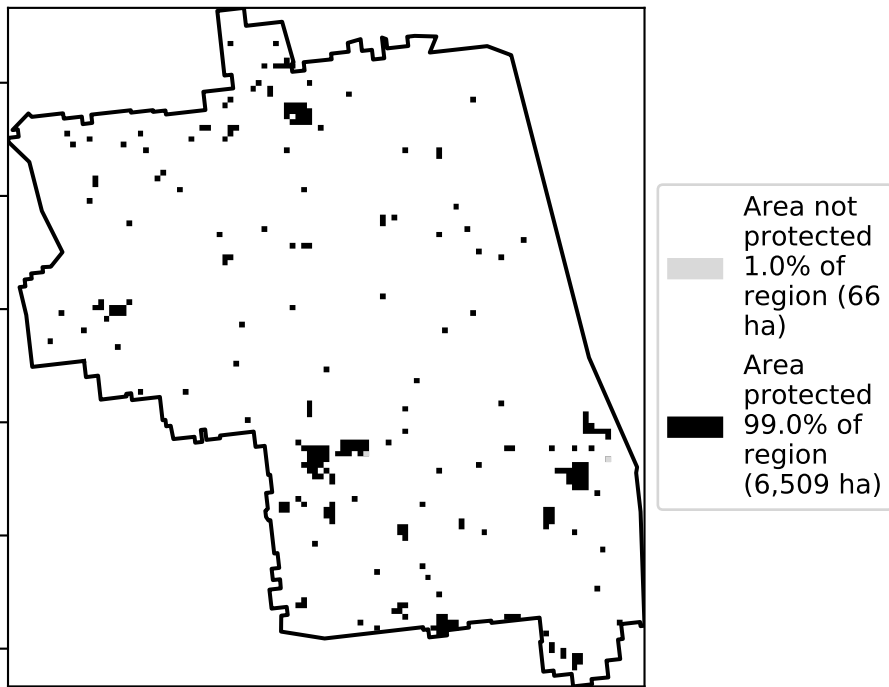 Area not
protected
1.0% of
region (66
ha)
Area
protected
99.0% of
region
(6,509 ha)